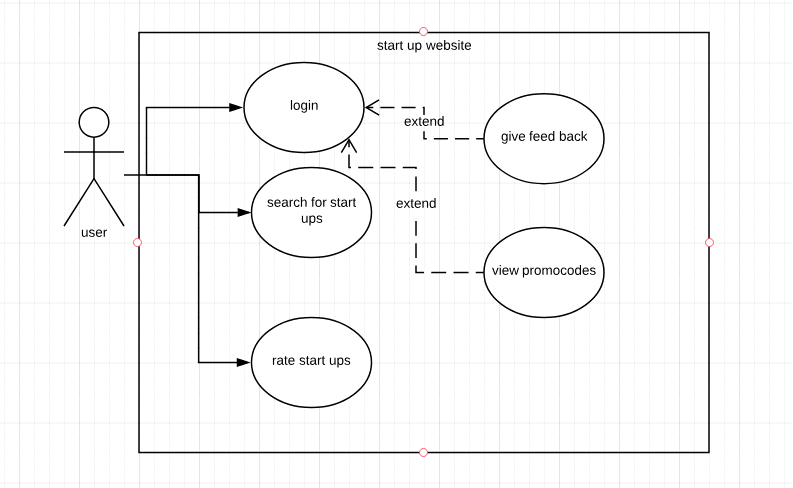 start up website
login
extend
give feed back
search for start
ups
extend
user
view promocodes
rate start ups